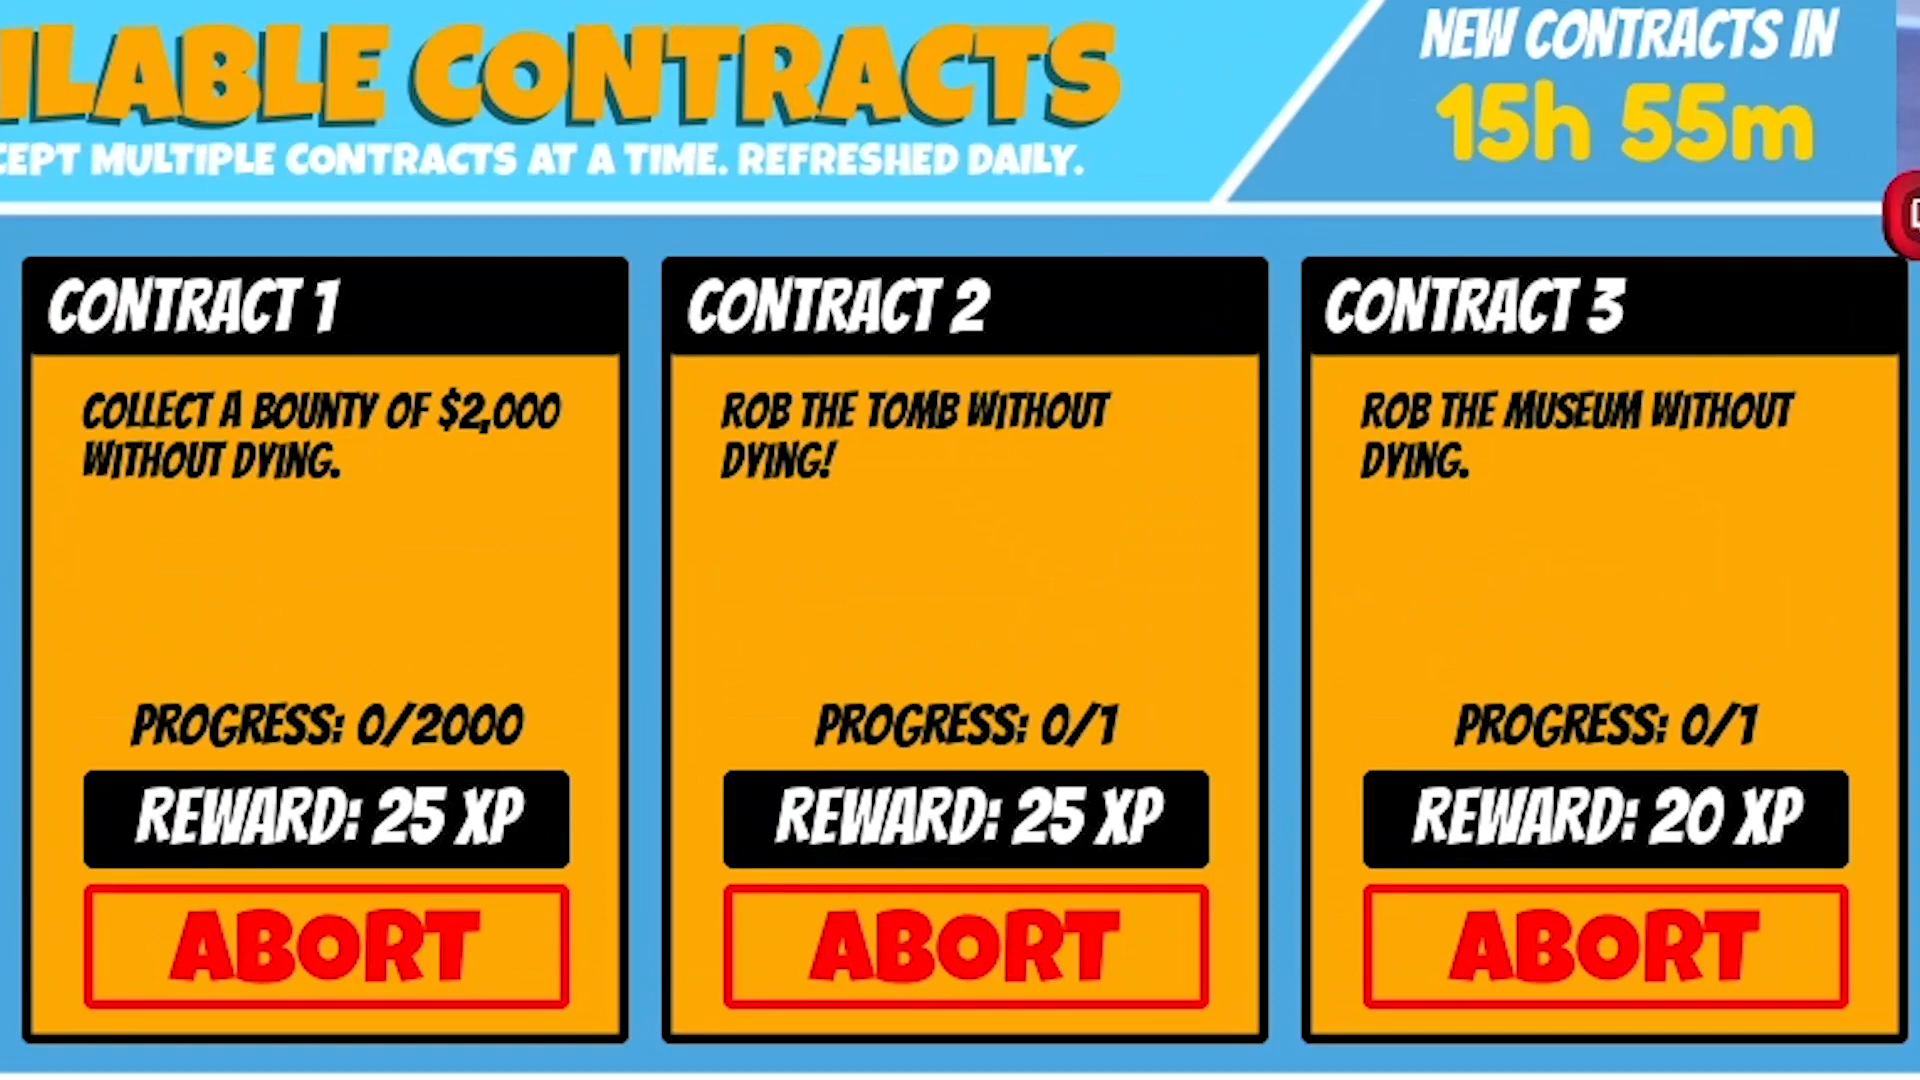 CONTRACTS
MULTIPLE CONTRACTS AT A TIME. REFRESHED DAILY.
NEW CONTRACTS IN
15h 55m
CONTRACT 1
COLLECT A BOUNTY OF $2,000
WITHOUT DYING.
PROGRESS: 0/2000
REWARD: 25 XP
ABORT
CONTRACT 2
ROB THE TOMB WITHOUT
DYING!
PROGRESS: 0/1
REWARD: 25 XP
ABORT
CONTRACT 3
ROB THE MUSEUM WITHOUT
DYING.
PROGRESS: 0/1
REWARD: 20 XP
ABORT